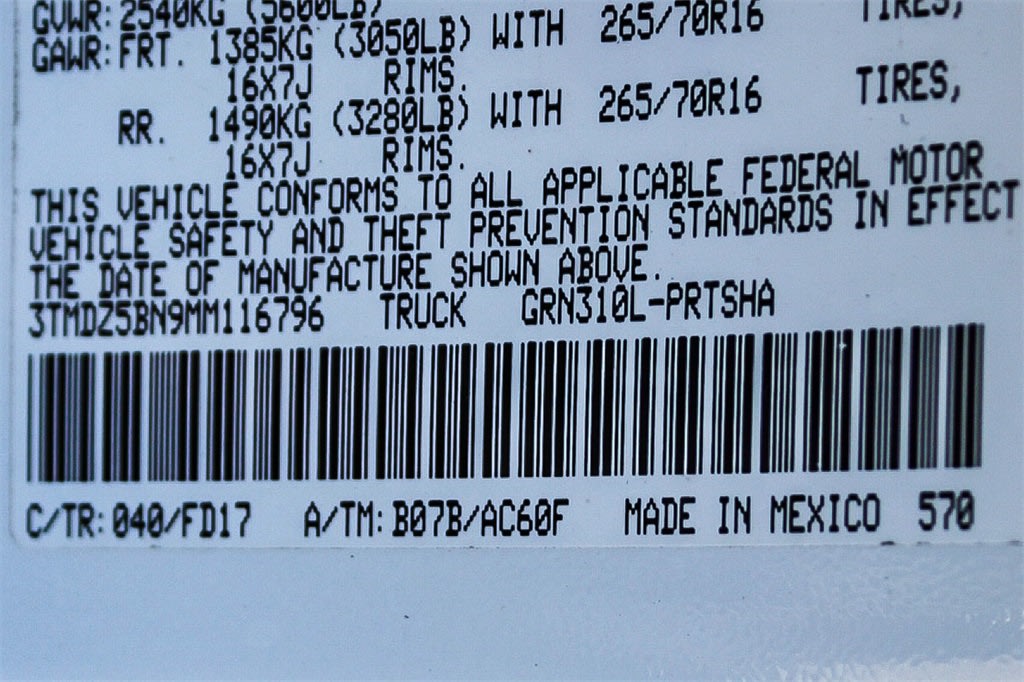 GVWR: 2540KG (5600LB)
GAWR: FRT. 1385KG (3050LB) WITH 265/70R16 TIRES,
16X7J RIMS.
RR. 1490KG (3280LB) WITH 265/70R16 TIRES,
16X7J RIMS.
THIS VEHICLE CONFORMS TO ALL APPLICABLE FEDERAL MOTOR
VEHICLE SAFETY AND THEFT PREVENTION STANDARDS IN EFFECT
THE DATE OF MANUFACTURE SHOWN ABOVE.
3TMDZ5BN9MM116796 TRUCK GRN310L-PRTSHA
C/TR: 040/FD17 A/TM: B07B/AC60F MADE IN MEXICO 570